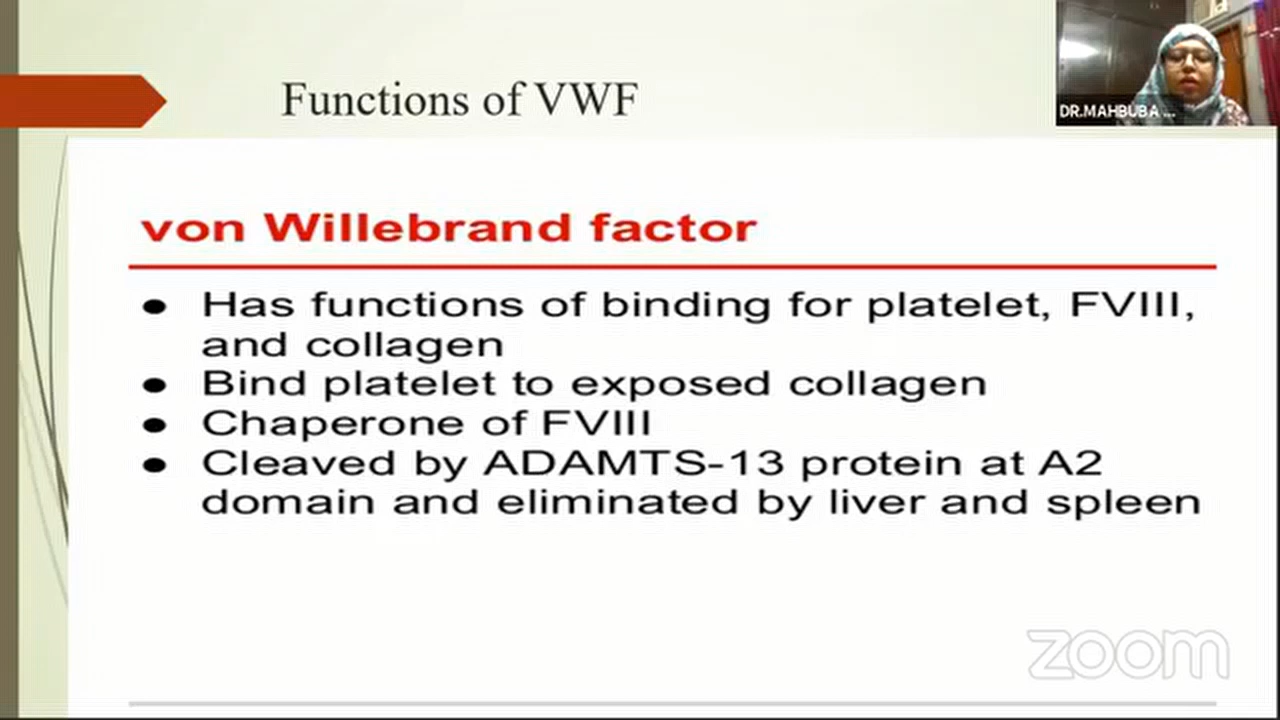 Functions of VWF
DR.MAHBUBA ...
von Willebrand factor
● Has functions of binding for platelet, FVIII,
and collagen
● Bind platelet to exposed collagen
● Chaperone of FVIII
● Cleaved by ADAMTS-13 protein at A2
domain and eliminated by liver and spleen
zoom